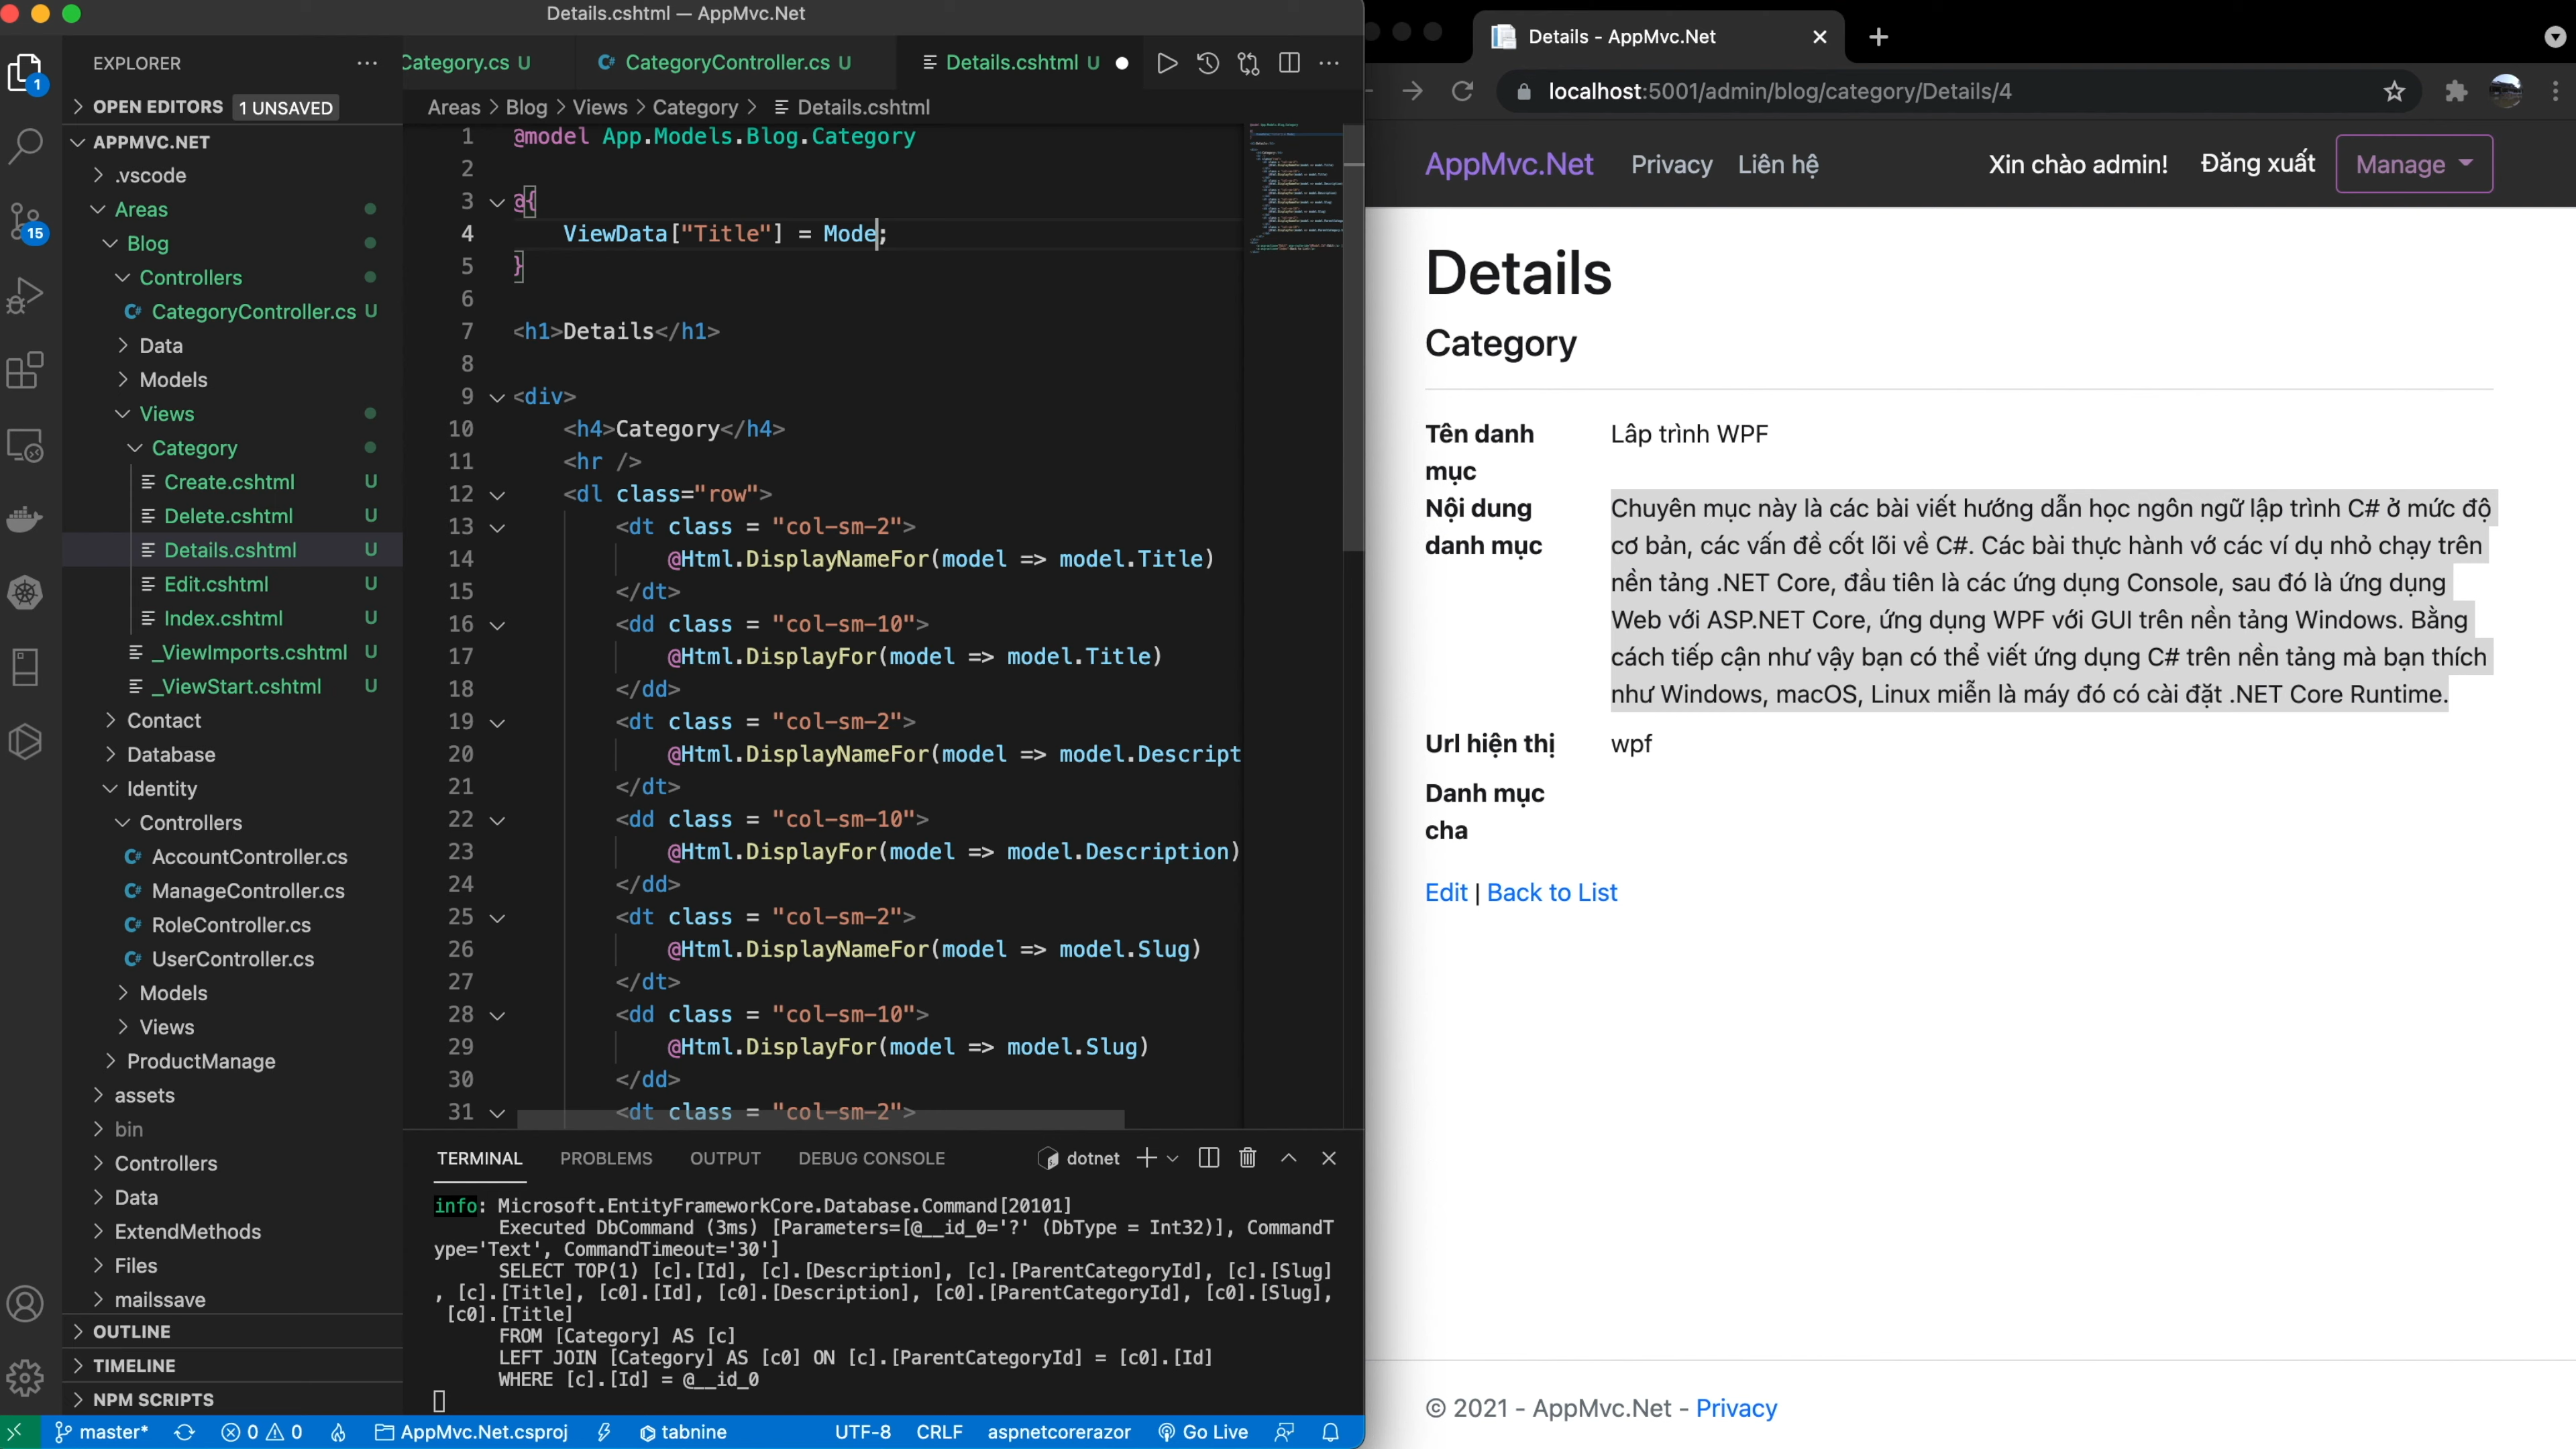 Details.cshtml — AppMvc.Net
EXPLORER
OPEN EDITORS 1 UNSAVED
APPMVC.NET
.vscode
Areas
Blog
Controllers
CategoryController.cs U
Data
Models
Views
Category
Create.cshtml U
Delete.cshtml U
Details.cshtml U
Edit.cshtml U
Index.cshtml U
_ViewImports.cshtml U
_ViewStart.cshtml U
Contact
Database
Identity
Controllers
AccountController.cs
ManageController.cs
RoleController.cs
UserController.cs
Models
Views
ProductManage
assets
bin
Controllers
Data
ExtendMethods
Files
mailssave
OUTLINE
TIMELINE
NPM SCRIPTS
1
15
Category.cs U
CategoryController.cs U
Details.cshtml U
Areas > Blog > Views > Category > Details.cshtml
1 @model App.Models.Blog.Category
2
3 @{
4 ViewData["Title"] = Mode;
5 }
6
7 <h1>Details</h1>
8
9 <div>
10 <h4>Category</h4>
11 <hr />
12 <dl class="row">
13 <dt class = "col-sm-2">
14 @Html.DisplayNameFor(model => model.Title)
15 </dt>
16 <dd class = "col-sm-10">
17 @Html.DisplayFor(model => model.Title)
18 </dd>
19 <dt class = "col-sm-2">
20 @Html.DisplayNameFor(model => model.Descript
21 </dt>
22 <dd class = "col-sm-10">
23 @Html.DisplayFor(model => model.Description)
24 </dd>
25 <dt class = "col-sm-2">
26 @Html.DisplayNameFor(model => model.Slug)
27 </dt>
28 <dd class = "col-sm-10">
29 @Html.DisplayFor(model => model.Slug)
30 </dd>
31 <dt class = "col-sm-2">
TERMINAL PROBLEMS OUTPUT DEBUG CONSOLE dotnet
info: Microsoft.EntityFrameworkCore.Database.Command[20101]
Executed DbCommand (3ms) [Parameters=[@__id_0='?' (DbType = Int32)], CommandT
ype='Text', CommandTimeout='30']
SELECT TOP(1) [c].[Id], [c].[Description], [c].[ParentCategoryId], [c].[Slug]
, [c].[Title], [c0].[Id], [c0].[Description], [c0].[ParentCategoryId], [c0].[Slug],
[c0].[Title]
FROM [Category] AS [c]
LEFT JOIN [Category] AS [c0] ON [c].[ParentCategoryId] = [c0].[Id]
WHERE [c].[Id] = @__id_0
master* 0 0 AppMvc.Net.csproj tabnine UTF-8 CRLF aspnetcorerazor Go Live
Details - AppMvc.Net
localhost:5001/admin/blog/category/Details/4
AppMvc.Net Privacy Liên hệ Xin chào admin! Đăng xuất Manage
Details
Category
Tên danh mục
Lâp trình WPF
Nội dung danh mục
Chuyên mục này là các bài viết hướng dẫn học ngôn ngữ lập trình C# ở mức độ
cơ bản, các vấn đề cốt lõi về C#. Các bài thực hành vớ các ví dụ nhỏ chạy trên
nền tảng .NET Core, đầu tiên là các ứng dụng Console, sau đó là ứng dụng
Web với ASP.NET Core, ứng dụng WPF với GUI trên nền tảng Windows. Bằng
cách tiếp cận như vậy bạn có thể viết ứng dụng C# trên nền tảng mà bạn thích
như Windows, macOS, Linux miễn là máy đó có cài đặt .NET Core Runtime.
Url hiện thị
wpf
Danh mục cha
Edit | Back to List
© 2021 - AppMvc.Net - Privacy